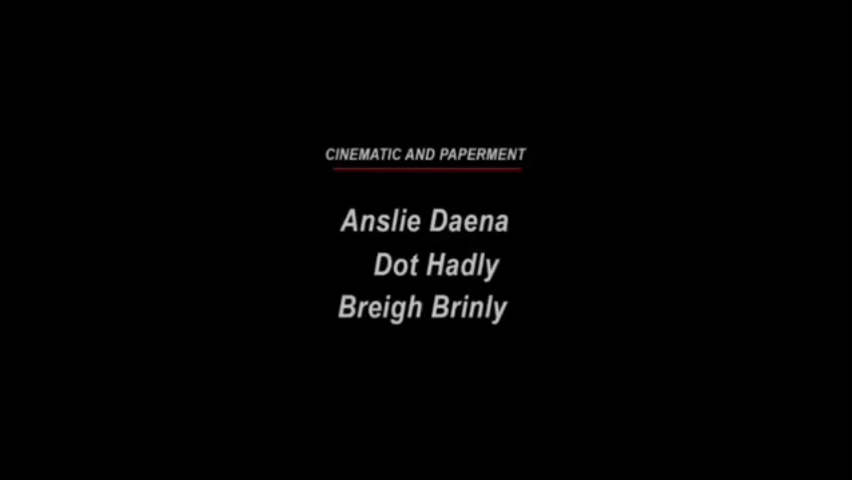 CINEMATIC AND PAPERMENT
Anslie Daena
Dot Hadly
Breigh Brinly